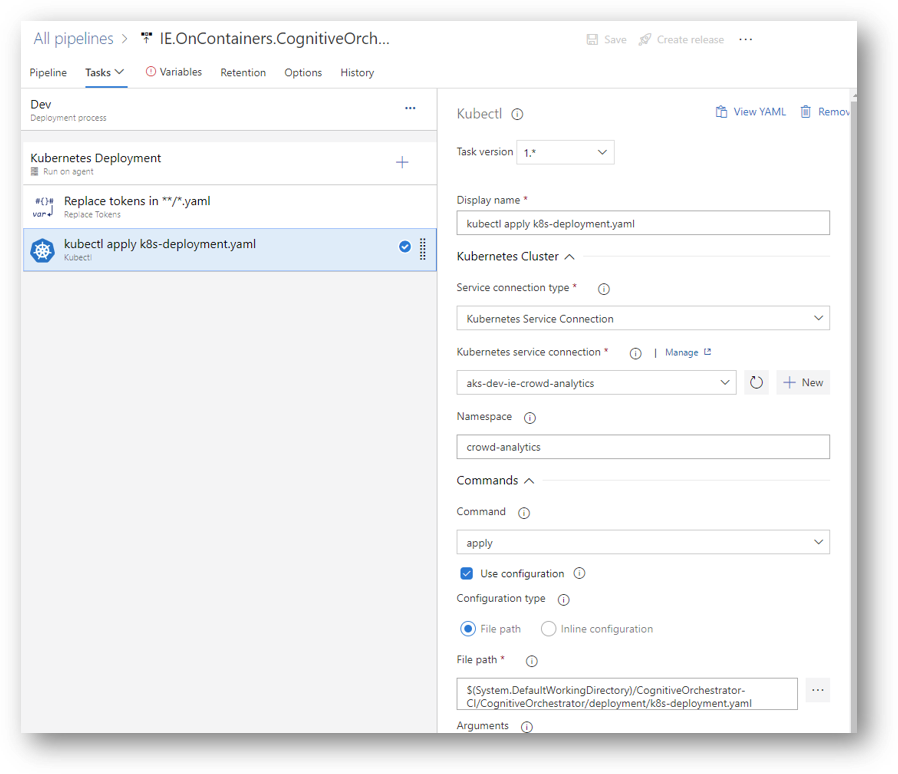 All pipelines > IE.OnContainers.CognitiveOrch...
Save Create release ...
Pipeline Tasks Variables Retention Options History
Dev
Deployment process
Kubernetes Deployment
Run on agent
#{}#
var
Replace tokens in **/*.yaml
Replace Tokens
kubectl apply k8s-deployment.yaml
Kubectl
Kubectl
View YAML Remov
Task version 1.*
Display name *
kubectl apply k8s-deployment.yaml
Kubernetes Cluster
Service connection type *
Kubernetes Service Connection
Kubernetes service connection * | Manage
aks-dev-ie-crowd-analytics
New
Namespace
crowd-analytics
Commands
Command
apply
Use configuration
Configuration type
File path Inline configuration
File path *
$(System.DefaultWorkingDirectory)/CognitiveOrchestrator-
CI/CognitiveOrchestrator/deployment/k8s-deployment.yaml
Arguments